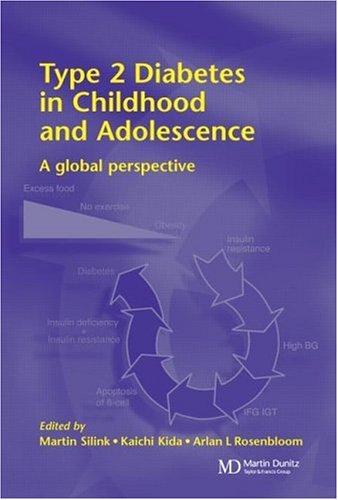 Type 2 Diabetes
in Childhood
and Adolescence
A global perspective
Excess food
No exercise
Obesity
Insulin
resistance
Diabetes
Insulin deficiency
+
Insulin resistance
High BG
Apoptosis
of ß-cell
IFG IGT
Edited by
Martin Silink • Kaichi Kida • Arlan L Rosenbloom
MD Martin Dunitz
Taylor & Francis Group